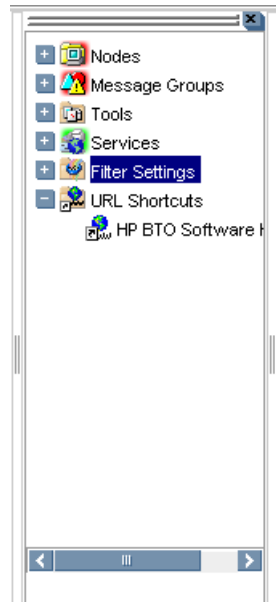 Nodes
Message Groups
Tools
Services
Filter Settings
URL Shortcuts
HP BTO Software